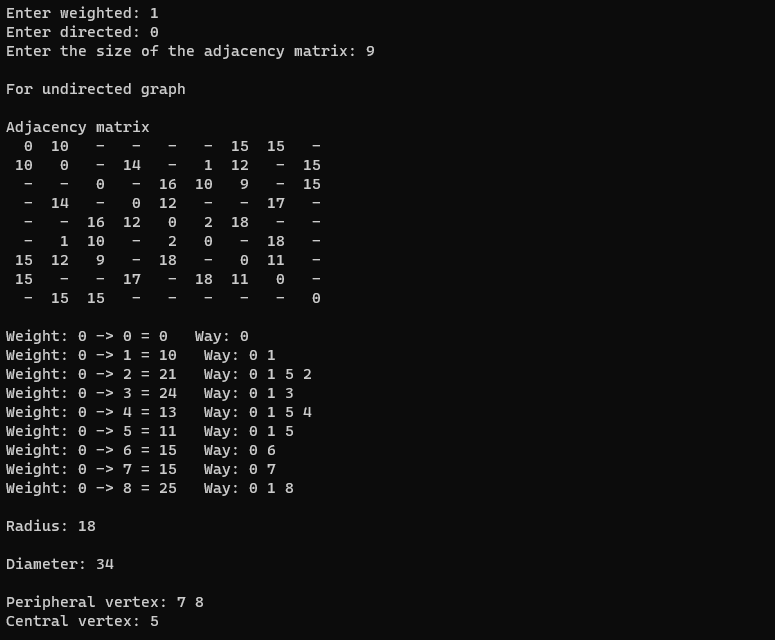 Enter weighted: 1
Enter directed: 0
Enter the size of the adjacency matrix: 9

For undirected graph

Adjacency matrix
  0 10  -  -  -  - 15 15  -
 10  0  - 14  -  1 12  - 15
  -  -  0  - 16 10  9  - 15
  - 14  -  0 12  -  - 17  -
  -  - 16 12  0  2 18  -  -
  -  1 10  -  2  0  - 18  -
 15 12  9  - 18  -  0 11  -
 15  -  - 17  - 18 11  0  -
  - 15 15  -  -  -  -  -  0

Weight: 0 -> 0 = 0   Way: 0
Weight: 0 -> 1 = 10   Way: 0 1
Weight: 0 -> 2 = 21   Way: 0 1 5 2
Weight: 0 -> 3 = 24   Way: 0 1 3
Weight: 0 -> 4 = 13   Way: 0 1 5 4
Weight: 0 -> 5 = 11   Way: 0 1 5
Weight: 0 -> 6 = 15   Way: 0 6
Weight: 0 -> 7 = 15   Way: 0 7
Weight: 0 -> 8 = 25   Way: 0 1 8

Radius: 18

Diameter: 34

Peripheral vertex: 7 8
Central vertex: 5